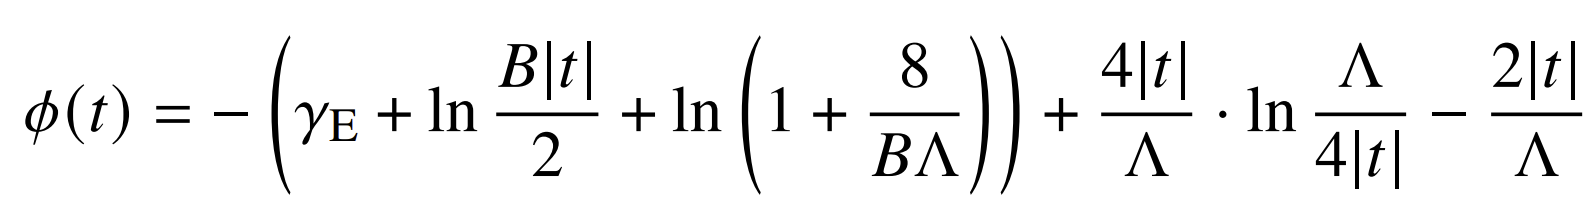 ϕ(t) = − (γ_E + ln B|t|/2 + ln (1 + 8/(BΛ))) + 4|t|/Λ · ln Λ/(4|t|) − 2|t|/Λ